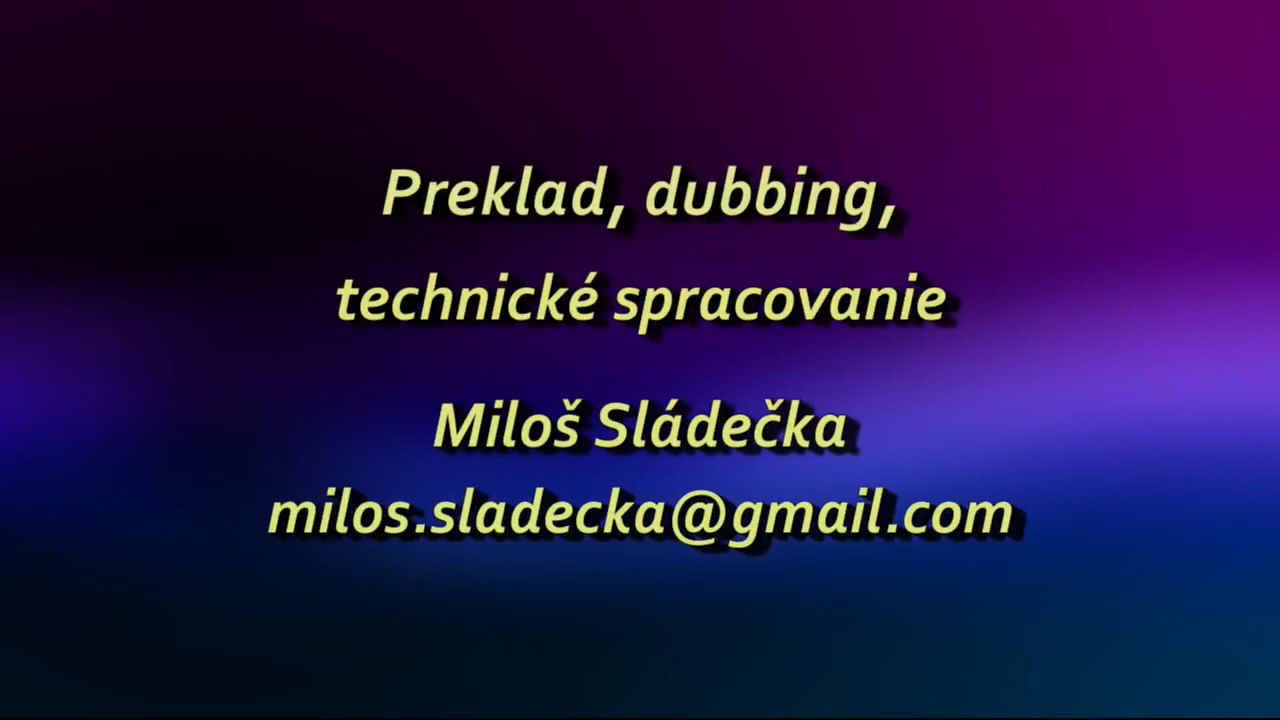 Preklad, dubbing,
technické spracovanie
Miloš Sládečka
milos.sladecka@gmail.com